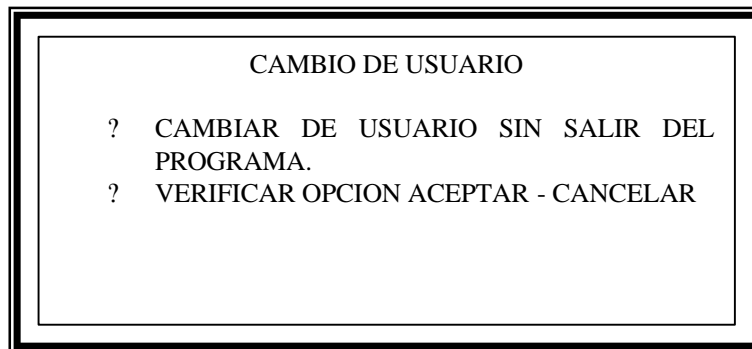 CAMBIO DE USUARIO
? CAMBIAR DE USUARIO SIN SALIR DEL
PROGRAMA.
? VERIFICAR OPCION ACEPTAR - CANCELAR